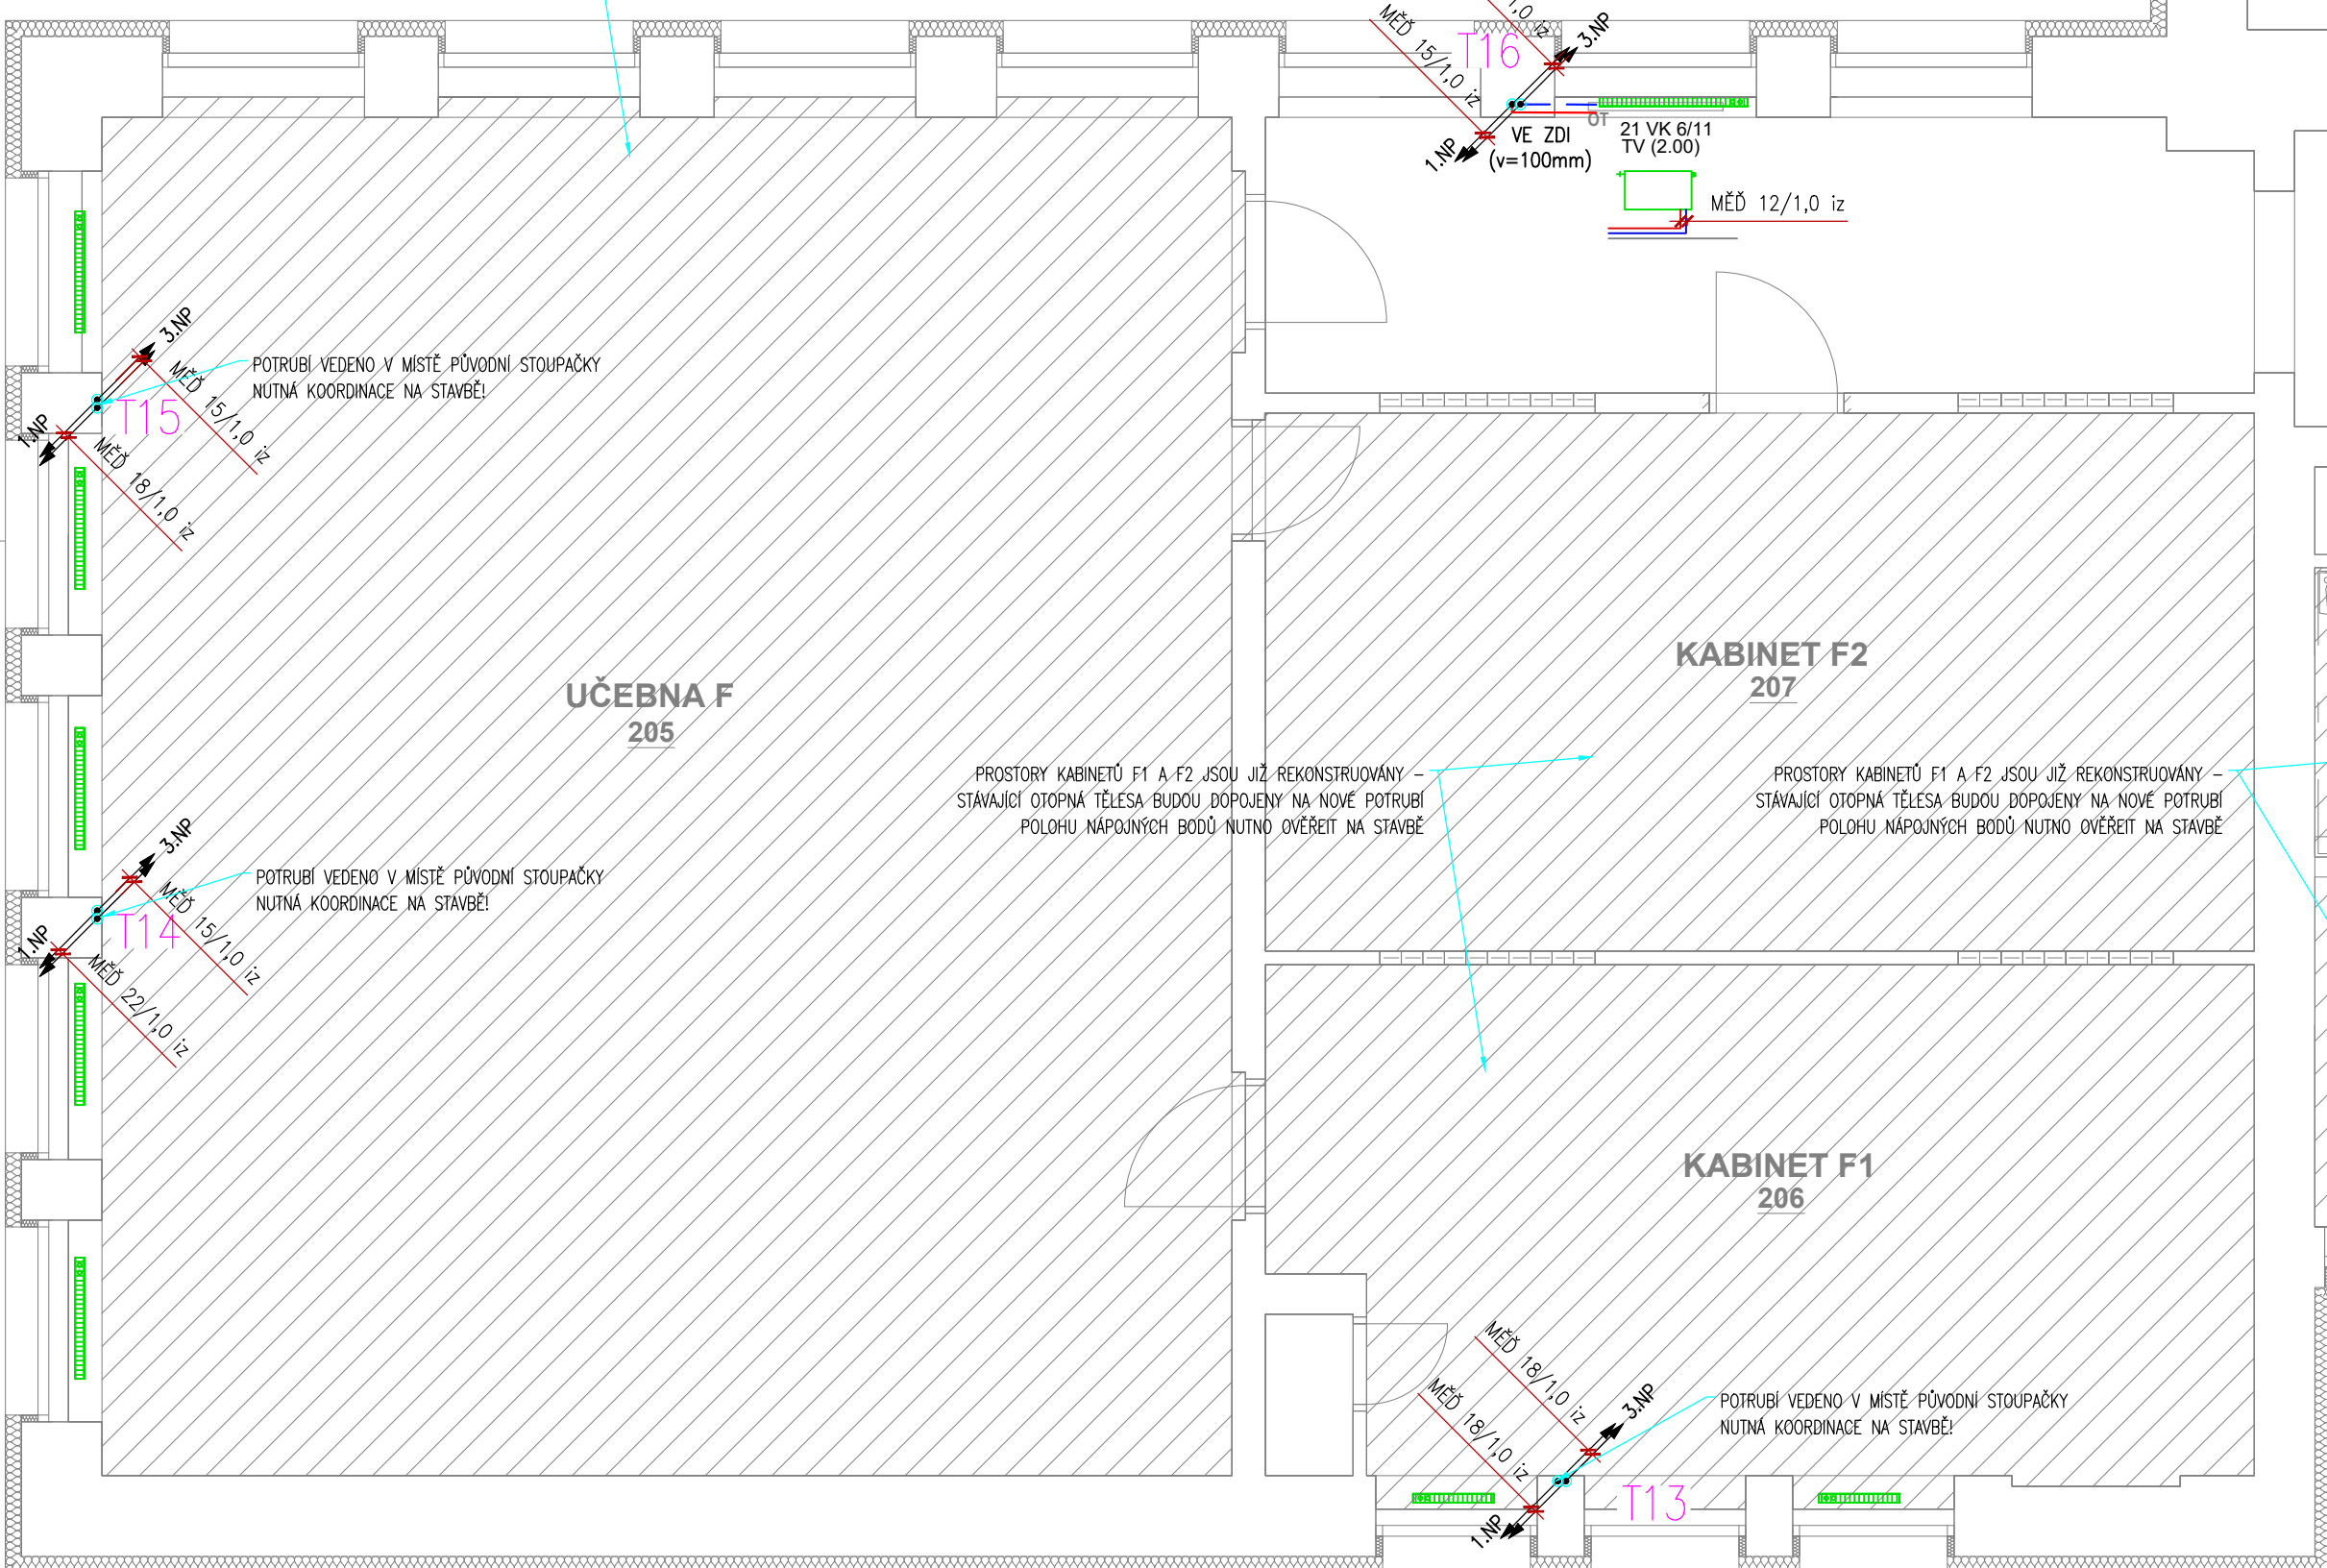 MĚĎ 15/1,0 iz
1,0 iz
T16
3.NP
1.NP
VE ZDI
(v=100mm)
OT
21 VK 6/11
TV (2.00)
MĚĎ 12/1,0 iz
3.NP
POTRUBÍ VEDENO V MÍSTĚ PŮVODNÍ STOUPAČKY
NUTNÁ KOORDINACE NA STAVBĚ!
MĚĎ 15/1,0 iz
T15
1.NP
MĚĎ 18/1,0 iz
UČEBNA F
205
KABINET F2
207
PROSTORY KABINETŮ F1 A F2 JSOU JIŽ REKONSTRUOVÁNY –
STÁVAJÍCÍ OTOPNÁ TĚLESA BUDOU DOPOJENY NA NOVÉ POTRUBÍ
POLOHU NÁPOJNÝCH BODŮ NUTNO OVĚŘEIT NA STAVBĚ
PROSTORY KABINETŮ F1 A F2 JSOU JIŽ REKONSTRUOVÁNY –
STÁVAJÍCÍ OTOPNÁ TĚLESA BUDOU DOPOJENY NA NOVÉ POTRUBÍ
POLOHU NÁPOJNÝCH BODŮ NUTNO OVĚŘEIT NA STAVBĚ
3.NP
POTRUBÍ VEDENO V MÍSTĚ PŮVODNÍ STOUPAČKY
NUTNÁ KOORDINACE NA STAVBĚ!
MĚĎ 15/1,0 iz
T14
1.NP
MĚĎ 22/1,0 iz
KABINET F1
206
MĚĎ 18/1,0 iz
MĚĎ 18/1,0 iz
3.NP
POTRUBÍ VEDENO V MÍSTĚ PŮVODNÍ STOUPAČKY
NUTNÁ KOORDINACE NA STAVBĚ!
T13
1.NP